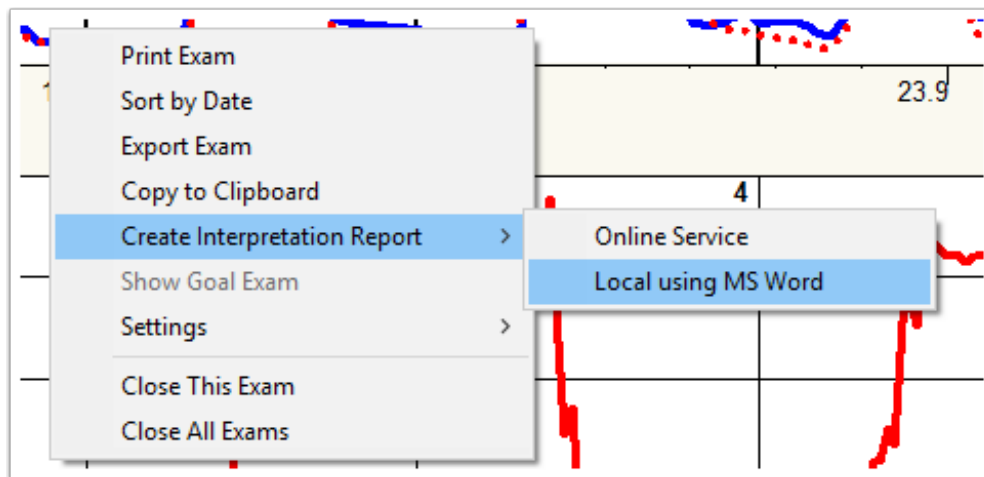 Print Exam
Sort by Date
23.9
Export Exam
Copy to Clipboard
4
Create Interpretation Report
Online Service
Show Goal Exam
Local using MS Word
Settings
Close This Exam
Close All Exams